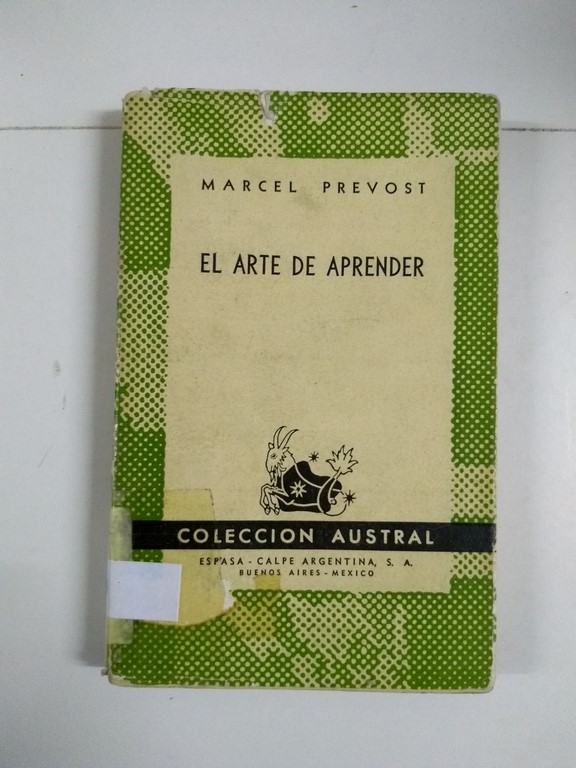 MARCEL PREVOST
EL ARTE DE APRENDER
COLECCION AUSTRAL
ESPASA - CALPE ARGENTINA, S. A.
BUENOS AIRES - MEXICO